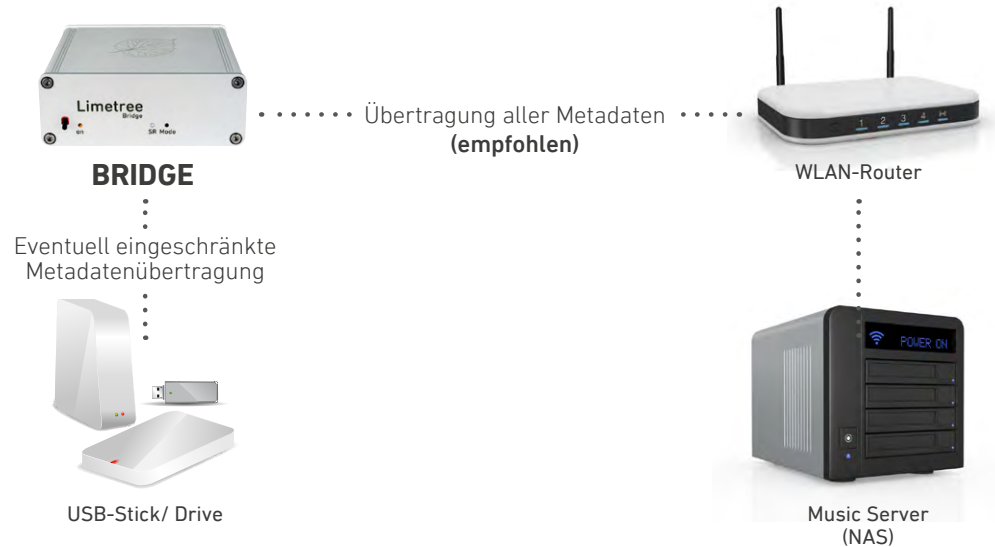 Limetree
Bridge
on
SR Mode
BRIDGE
Übertragung aller Metadaten
(empfohlen)
1 2 3 4
WLAN-Router
Eventuell eingeschränkte
Metadatenübertragung
USB-Stick/ Drive
POWER ON
Music Server
(NAS)